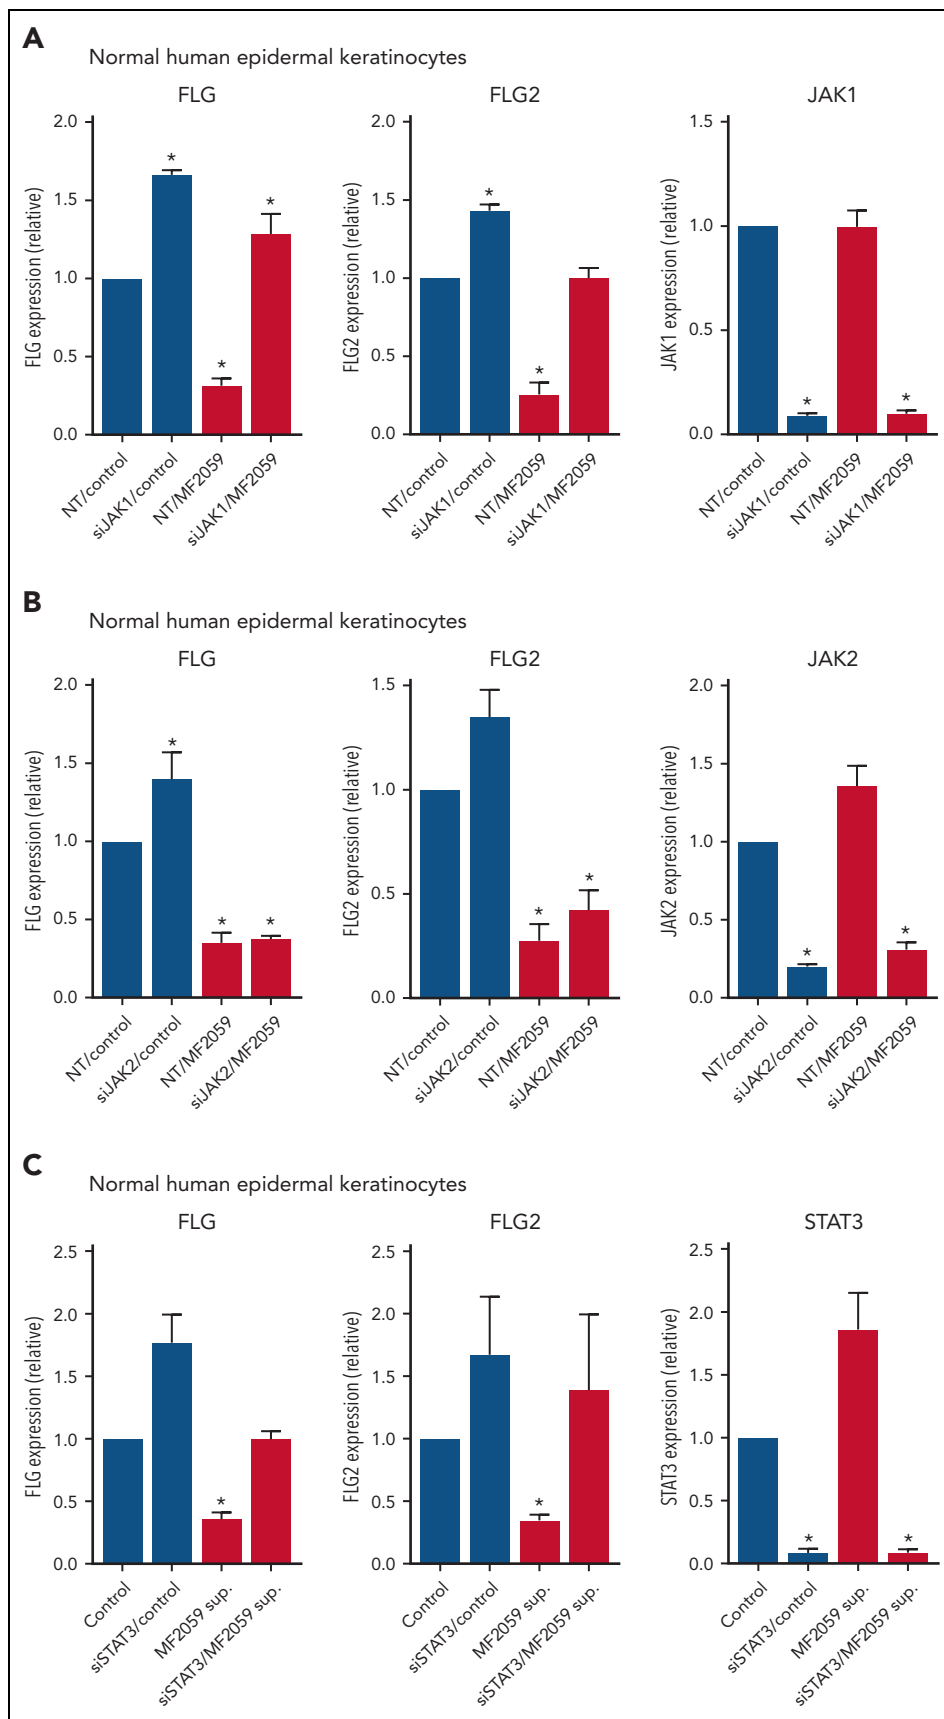 A
Normal human epidermal keratinocytes
FLG
FLG expression (relative)
2.0
1.5
1.0
0.5
0.0
*
*
*
NT/control
siJAK1/control
NT/MF2059
siJAK1/MF2059
FLG2
FLG2 expression (relative)
2.0
1.5
1.0
0.5
0.0
*
*
NT/control
siJAK1/control
NT/MF2059
siJAK1/MF2059
JAK1
JAK1 expression (relative)
1.5
1.0
0.5
0.0
*
*
NT/control
siJAK1/control
NT/MF2059
siJAK1/MF2059
B
Normal human epidermal keratinocytes
FLG
FLG expression (relative)
2.0
1.5
1.0
0.5
0.0
*
*
*
NT/control
siJAK2/control
NT/MF2059
siJAK2/MF2059
FLG2
FLG2 expression (relative)
1.5
1.0
0.5
0.0
*
*
NT/control
siJAK2/control
NT/MF2059
siJAK2/MF2059
JAK2
JAK2 expression (relative)
2.0
1.5
1.0
0.5
0.0
*
*
NT/control
siJAK2/control
NT/MF2059
siJAK2/MF2059
C
Normal human epidermal keratinocytes
FLG
FLG expression (relative)
2.5
2.0
1.5
1.0
0.5
0.0
*
Control
siSTAT3/control
MF2059 sup.
siSTAT3/MF2059 sup.
FLG2
FLG2 expression (relative)
2.5
2.0
1.5
1.0
0.5
0.0
*
Control
siSTAT3/control
MF2059 sup.
siSTAT3/MF2059 sup.
STAT3
STAT3 expression (relative)
2.5
2.0
1.5
1.0
0.5
0.0
*
*
Control
siSTAT3/control
MF2059 sup.
siSTAT3/MF2059 sup.